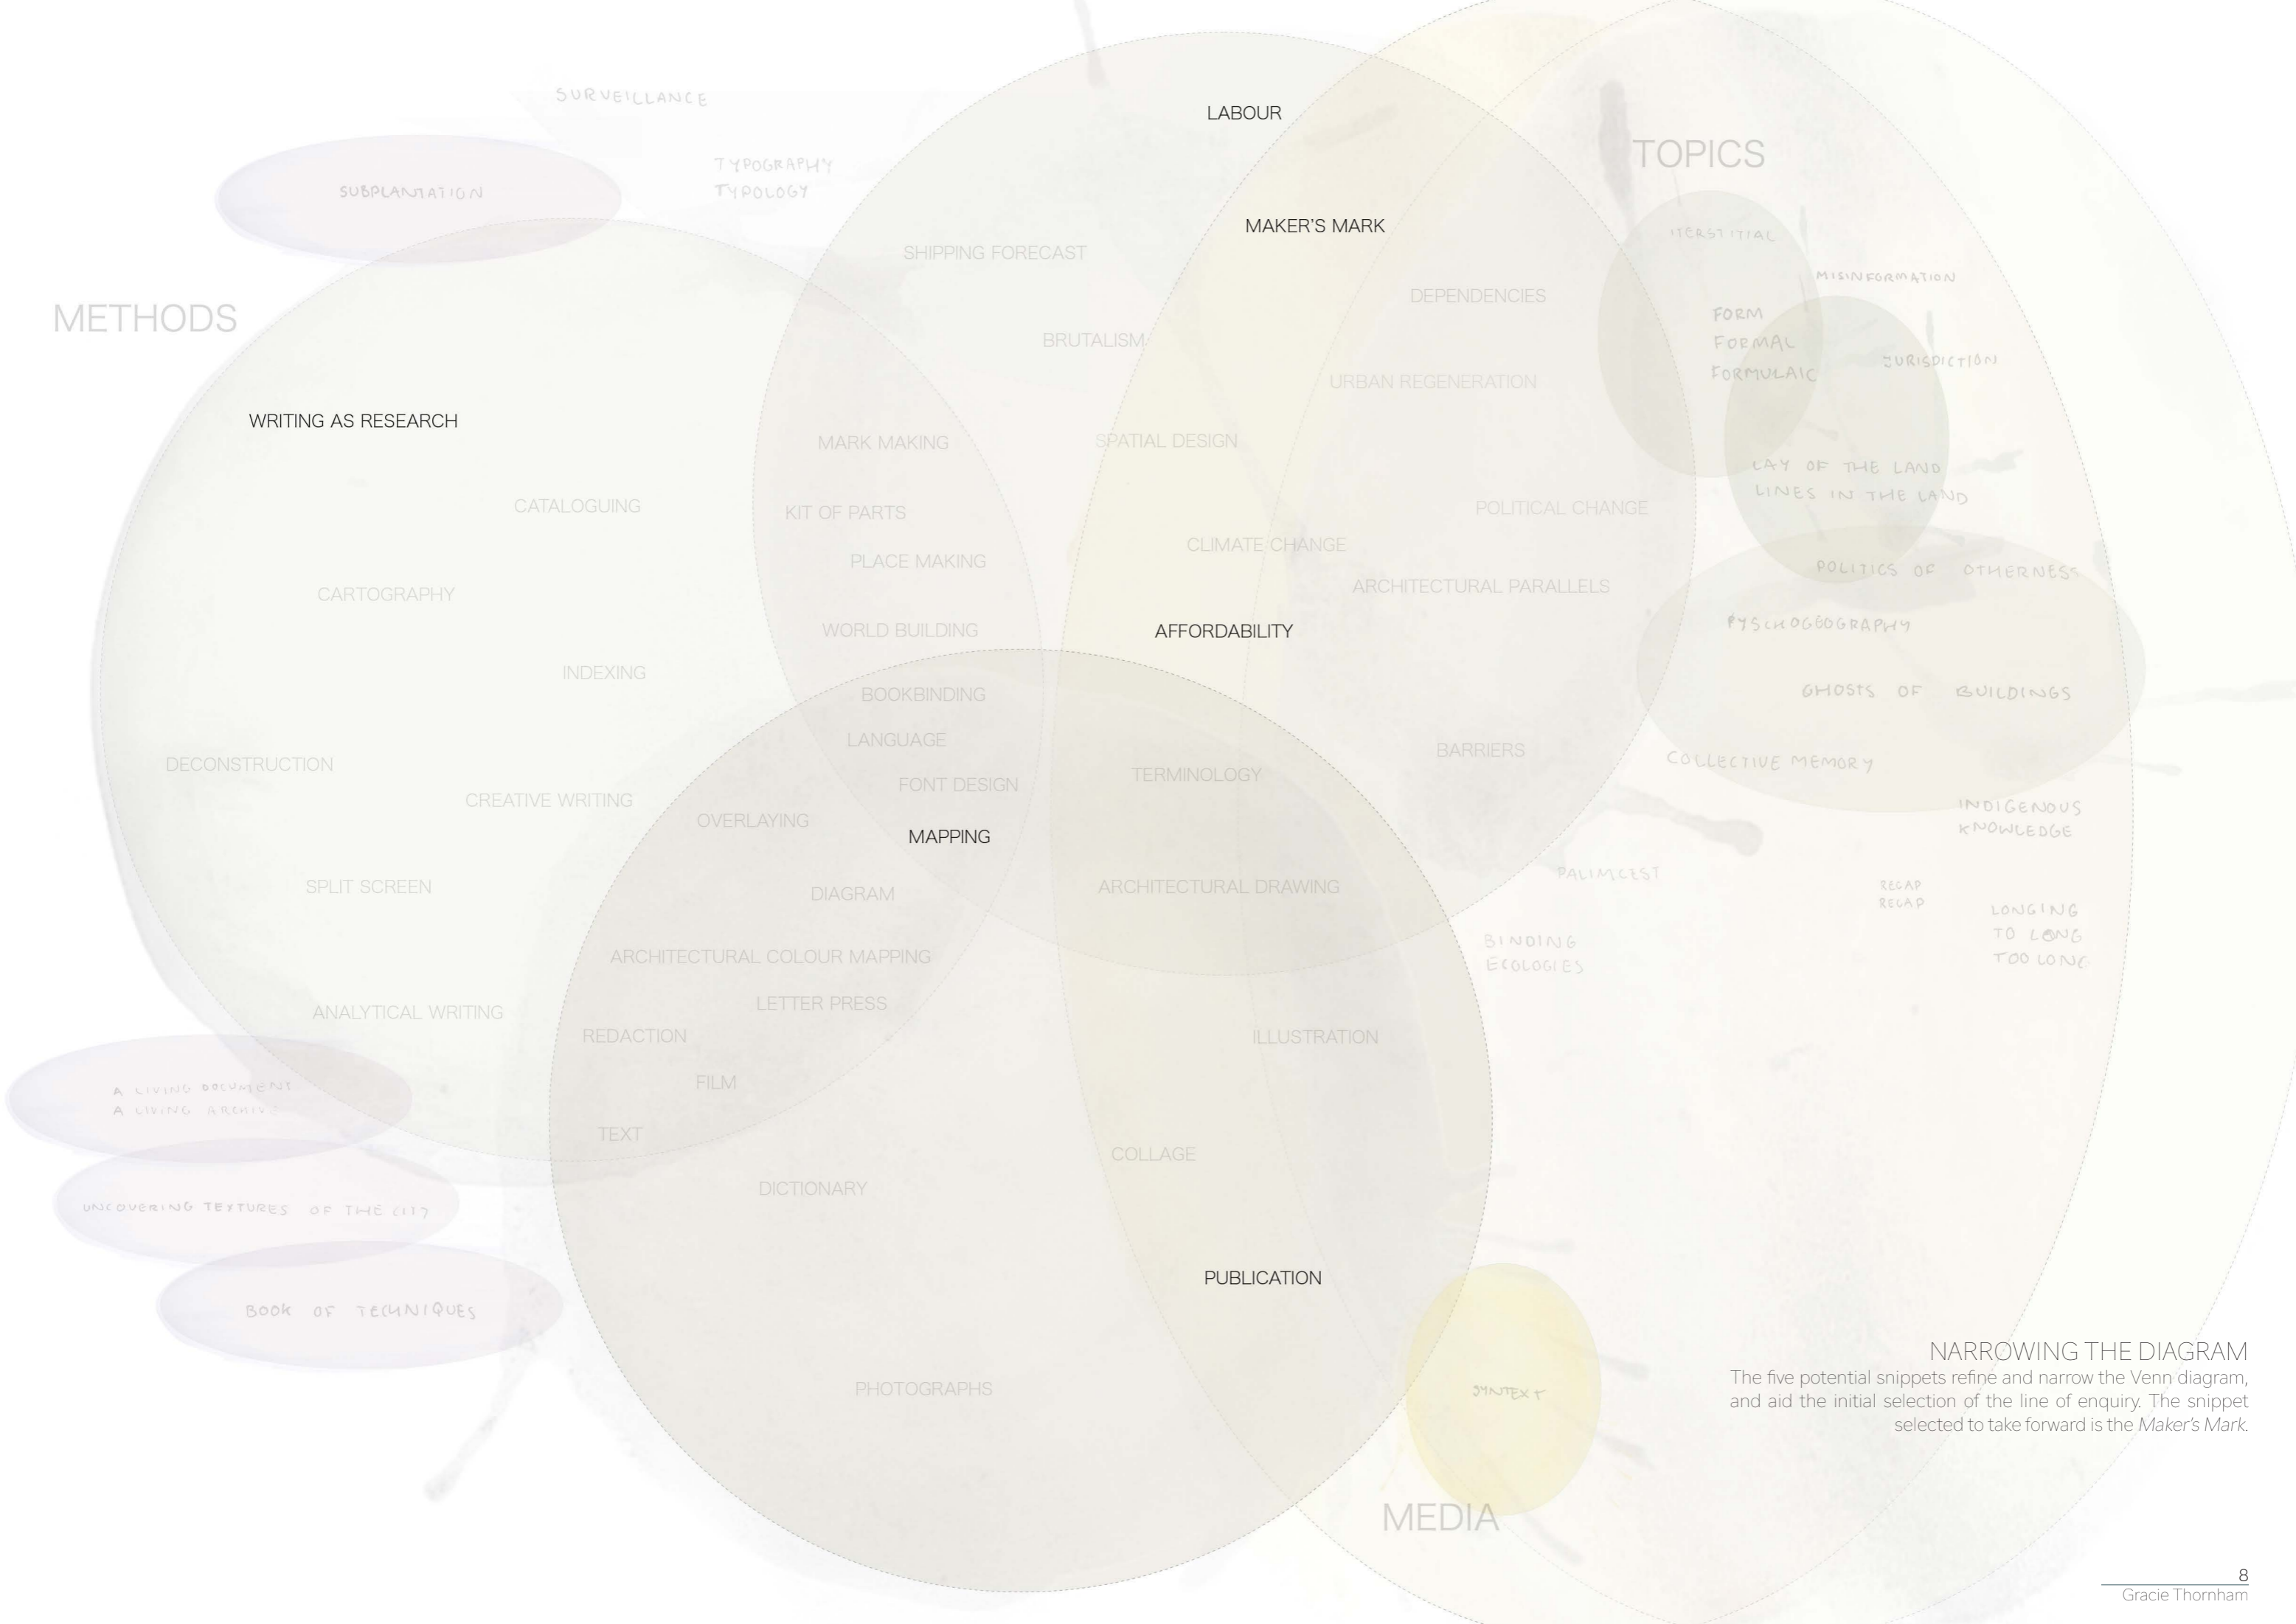 SURVEILLANCE
LABOUR
TOPICS
TYPOGRAPHY
TYPOLOGY
SUBPLANTATION
MAKER'S MARK
ITERSTITIAL
SHIPPING FORECAST
MISINFORMATION
DEPENDENCIES
METHODS
FORM
FORMAL
FORMULAIC
BRUTALISM
JURISDICTION
URBAN REGENERATION
WRITING AS RESEARCH
MARK MAKING
SPATIAL DESIGN
LAY OF THE LAND
LINES IN THE LAND
CATALOGUING
KIT OF PARTS
POLITICAL CHANGE
CLIMATE CHANGE
PLACE MAKING
POLITICS OF OTHERNESS
ARCHITECTURAL PARALLELS
CARTOGRAPHY
PYSCHOGEOGRAPHY
WORLD BUILDING
AFFORDABILITY
INDEXING
BOOKBINDING
GHOSTS OF BUILDINGS
LANGUAGE
BARRIERS
DECONSTRUCTION
COLLECTIVE MEMORY
TERMINOLOGY
FONT DESIGN
CREATIVE WRITING
INDIGENOUS
KNOWLEDGE
OVERLAYING
MAPPING
PALIMCEST
SPLIT SCREEN
DIAGRAM
ARCHITECTURAL DRAWING
RECAP
RECAP
LONGING
TO LONG
TOO LONG
BINDING
ECOLOGIES
ARCHITECTURAL COLOUR MAPPING
LETTER PRESS
ANALYTICAL WRITING
REDACTION
ILLUSTRATION
FILM
A LIVING DOCUMENT
A LIVING ARCHIVE
TEXT
COLLAGE
DICTIONARY
UNCOVERING TEXTURES OF THE CITY
PUBLICATION
BOOK OF TECHNIQUES
PHOTOGRAPHS
SYNTEXT
MEDIA
NARROWING THE DIAGRAM
The five potential snippets refine and narrow the Venn diagram,
and aid the initial selection of the line of enquiry. The snippet
selected to take forward is the Maker's Mark.
8
Gracie Thornham